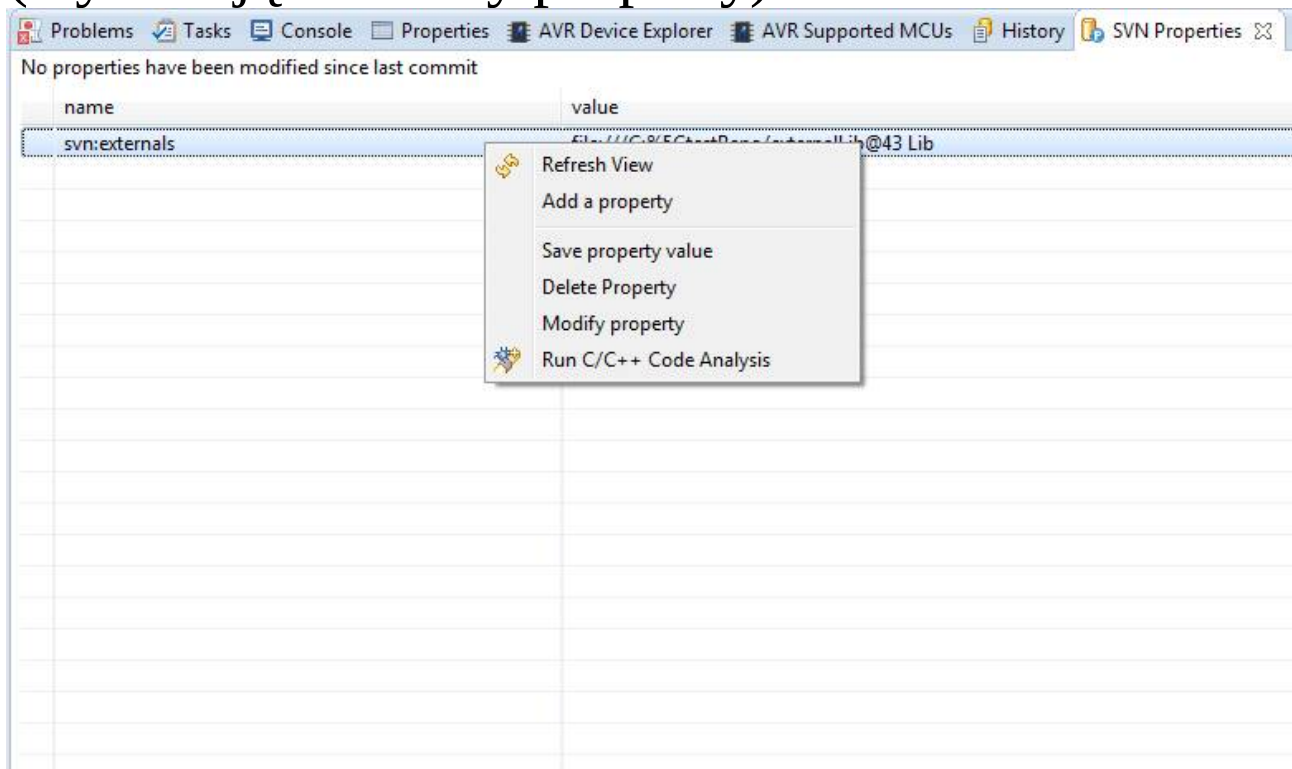 Problems Tasks Console Properties AVR Device Explorer AVR Supported MCUs History SVN Properties
No properties have been modified since last commit
name value
svn:externals @43 Lib
Refresh View
Add a property
Save property value
Delete Property
Modify property
Run C/C++ Code Analysis